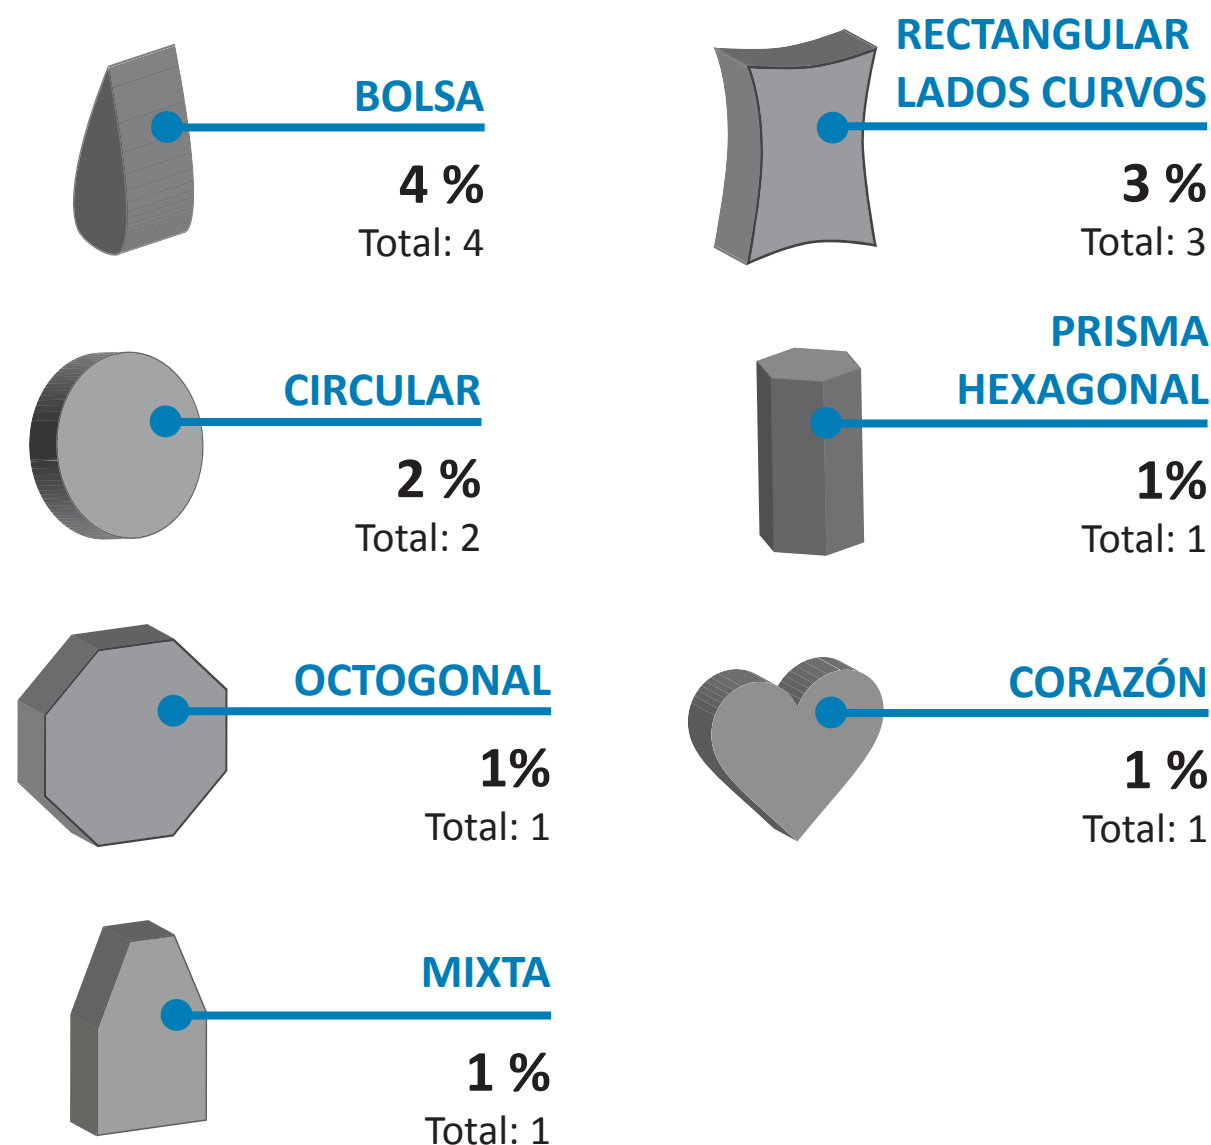 BOLSA
4 %
Total: 4
RECTANGULAR
LADOS CURVOS
3 %
Total: 3
CIRCULAR
2 %
Total: 2
PRISMA
HEXAGONAL
1%
Total: 1
OCTOGONAL
1%
Total: 1
CORAZÓN
1 %
Total: 1
MIXTA
1 %
Total: 1